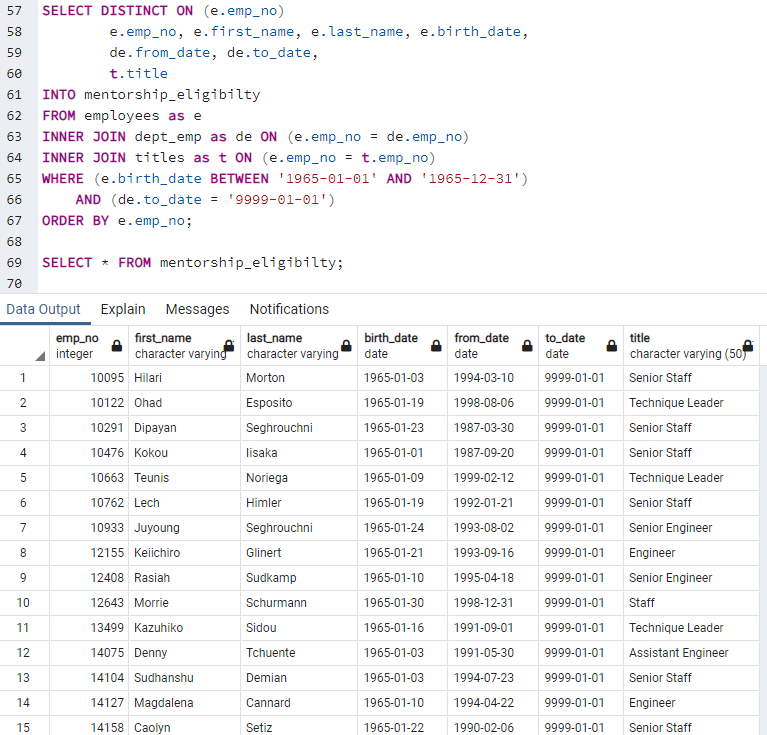 57 SELECT DISTINCT ON (e.emp_no)
58 e.emp_no, e.first_name, e.last_name, e.birth_date,
59 de.from_date, de.to_date,
60 t.title
61 INTO mentorship_eligibilty
62 FROM employees as e
63 INNER JOIN dept_emp as de ON (e.emp_no = de.emp_no)
64 INNER JOIN titles as t ON (e.emp_no = t.emp_no)
65 WHERE (e.birth_date BETWEEN '1965-01-01' AND '1965-12-31')
66 AND (de.to_date = '9999-01-01')
67 ORDER BY e.emp_no;
68
69 SELECT * FROM mentorship_eligibilty;
70
Data Output Explain Messages Notifications
emp_no first_name last_name birth_date from_date to_date title
integer character varying character varying date date date character varying (50)
1 10095 Hilari Morton 1965-01-03 1994-03-10 9999-01-01 Senior Staff
2 10122 Ohad Esposito 1965-01-19 1998-08-06 9999-01-01 Technique Leader
3 10291 Dipayan Seghrouchni 1965-01-23 1987-03-30 9999-01-01 Senior Staff
4 10476 Kokou Iisaka 1965-01-01 1987-09-20 9999-01-01 Senior Staff
5 10663 Teunis Noriega 1965-01-09 1999-02-12 9999-01-01 Technique Leader
6 10762 Lech Himler 1965-01-19 1992-01-21 9999-01-01 Senior Staff
7 10933 Juyoung Seghrouchni 1965-01-24 1993-08-02 9999-01-01 Senior Engineer
8 12155 Keiichiro Glinert 1965-01-21 1993-09-16 9999-01-01 Engineer
9 12408 Rasiah Sudkamp 1965-01-10 1995-04-18 9999-01-01 Senior Engineer
10 12643 Morrie Schurmann 1965-01-30 1998-12-31 9999-01-01 Staff
11 13499 Kazuhiko Sidou 1965-01-16 1991-09-01 9999-01-01 Technique Leader
12 14075 Denny Tchuente 1965-01-03 1991-05-30 9999-01-01 Assistant Engineer
13 14104 Sudhanshu Demian 1965-01-03 1994-07-23 9999-01-01 Senior Staff
14 14127 Magdalena Cannard 1965-01-10 1994-04-22 9999-01-01 Engineer
15 14158 Caolyn Setiz 1965-01-22 1990-02-06 9999-01-01 Senior Staff